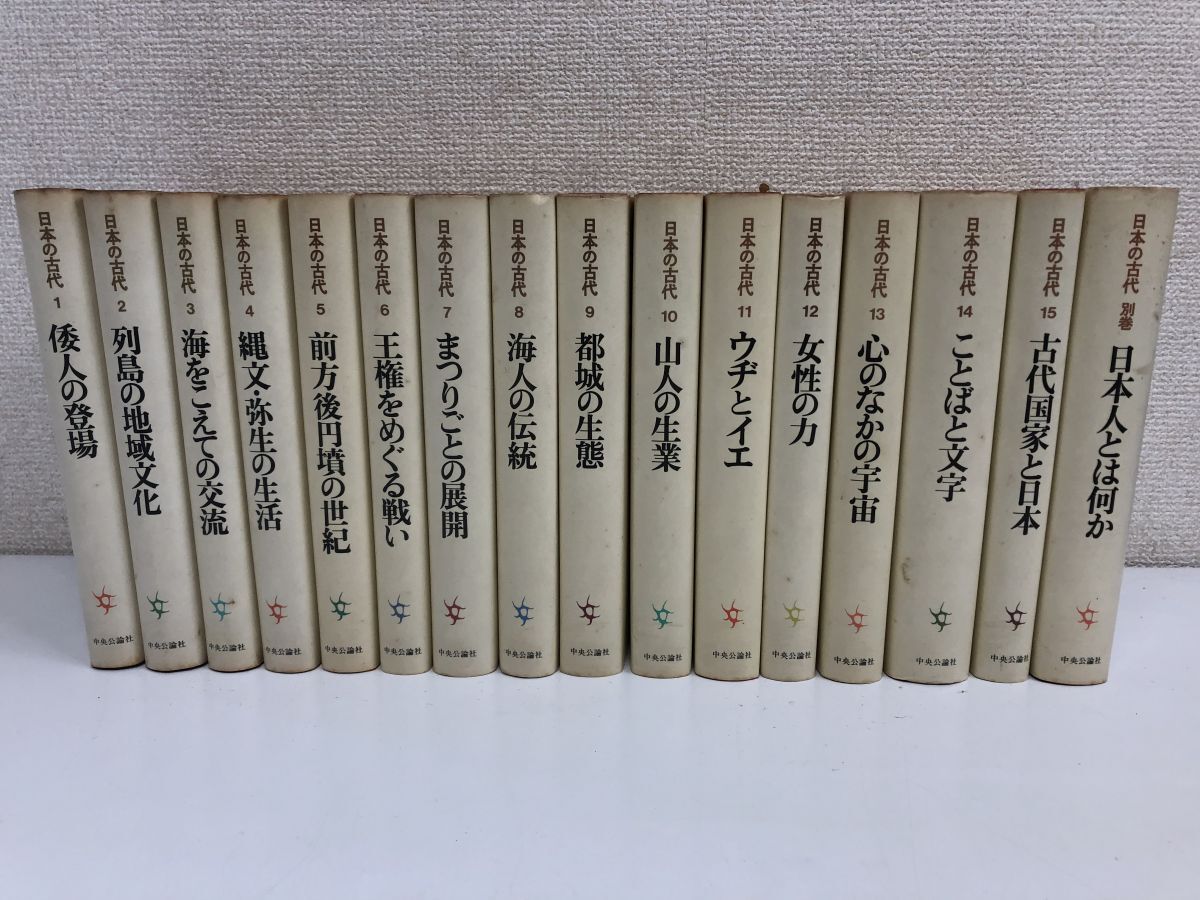 日本の古代 1
倭人の登場
中央公論社
日本の古代 2
列島の地域文化
中央公論社
日本の古代 3
海をこえての交流
中央公論社
日本の古代 4
縄文・弥生の生活
中央公論社
日本の古代 5
前方後円墳の世紀
中央公論社
日本の古代 6
王権をめぐる戦い
中央公論社
日本の古代 7
まつりごとの展開
中央公論社
日本の古代 8
海人の伝統
中央公論社
日本の古代 9
都城の生態
中央公論社
日本の古代 10
山人の生業
中央公論社
日本の古代 11
ウヂとイエ
中央公論社
日本の古代 12
女性の力
中央公論社
日本の古代 13
心のなかの宇宙
中央公論社
日本の古代 14
ことばと文字
中央公論社
日本の古代 15
古代国家と日本
中央公論社
日本の古代 別巻
日本人とは何か
中央公論社